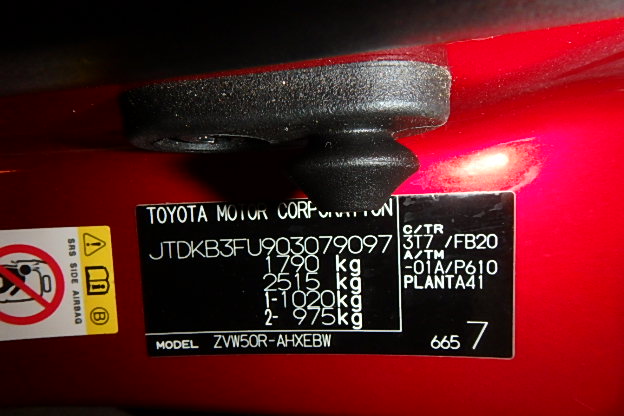 TOYOTA MOTOR CORPORATION
JTDKB3FU903079097
1790 kg
2515 kg
1-1020kg
2- 975kg
MODEL ZVW50R-AHXEBW
C/TR
3T7 /FB20
A/TM
-01A/P610
PLANTA41
665 7
SRS SIDE AIRBAG
B